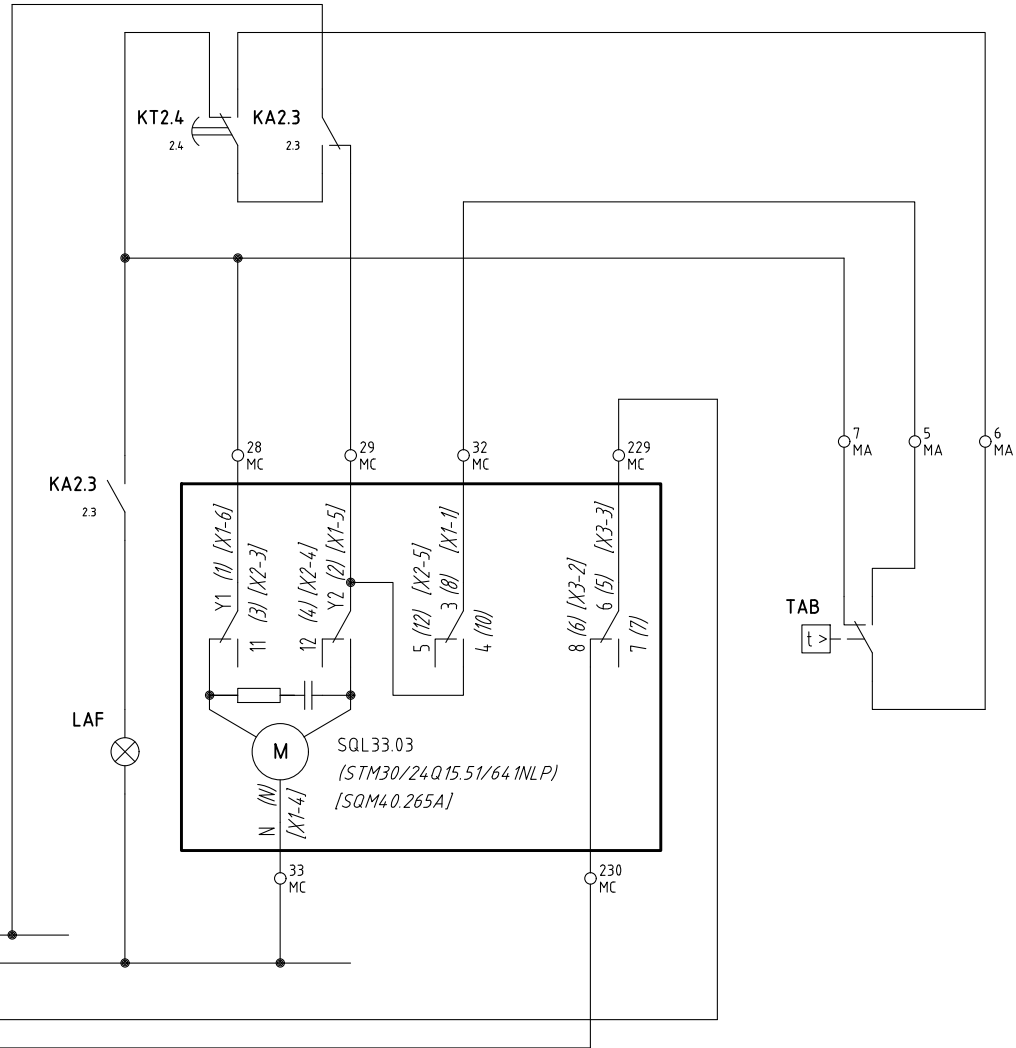 KT2.4
2.4
KA2.3
2.3
28
MC
29
MC
32
MC
229
MC
7
MA
5
MA
6
MA
KA2.3
2.3
Y1 (1) [X1-6]
11 (3) [X2-3]
12 (4) [X2-4]
Y2 (2) [X1-5]
5 (12) [X2-5]
3 (8) [X1-1]
4 (10)
8 (6) [X3-2]
6 (5) [X3-3]
7 (7)
TAB
t >
LAF
M
SQL33.03
(STM30/24Q15.51/641NLP)
[SQM40.265A]
N (N)
[X1-4]
33
MC
230
MC